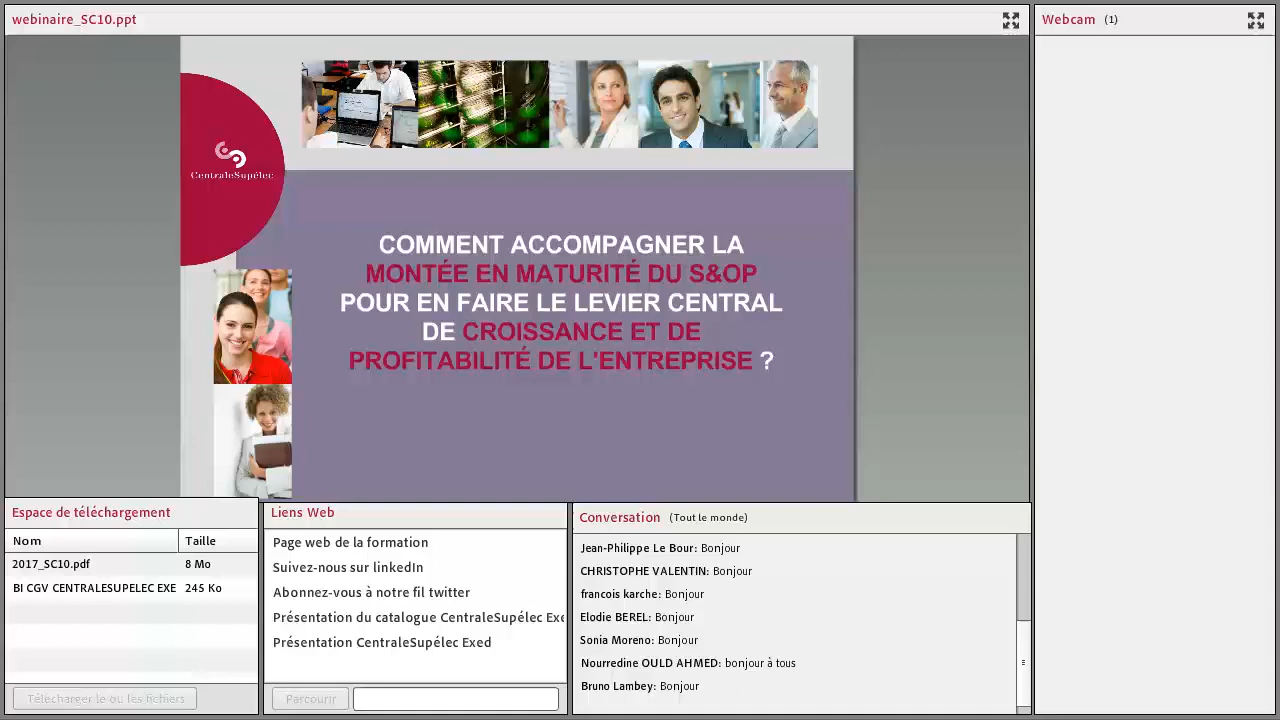 webinaire_SC10.ppt
Webcam (1)
CentraleSupélec
COMMENT ACCOMPAGNER LA
MONTÉE EN MATURITÉ DU S&OP
POUR EN FAIRE LE LEVIER CENTRAL
DE CROISSANCE ET DE
PROFITABILITÉ DE L'ENTREPRISE ?
Espace de téléchargement
Nom Taille
2017_SC10.pdf 8 Mo
BI CGV CENTRALESUPELEC EXE 245 Ko
Télécharger le ou les fichiers
Liens Web
Page web de la formation
Suivez-nous sur linkedIn
Abonnez-vous à notre fil twitter
Présentation du catalogue CentraleSupélec Exe
Présentation CentraleSupélec Exed
Parcourir
Conversation (Tout le monde)
Jean-Philippe Le Bour: Bonjour
CHRISTOPHE VALENTIN: Bonjour
francois karche: Bonjour
Elodie BEREL: Bonjour
Sonia Moreno: Bonjour
Nourredine OULD AHMED: bonjour à tous
Bruno Lambey: Bonjour